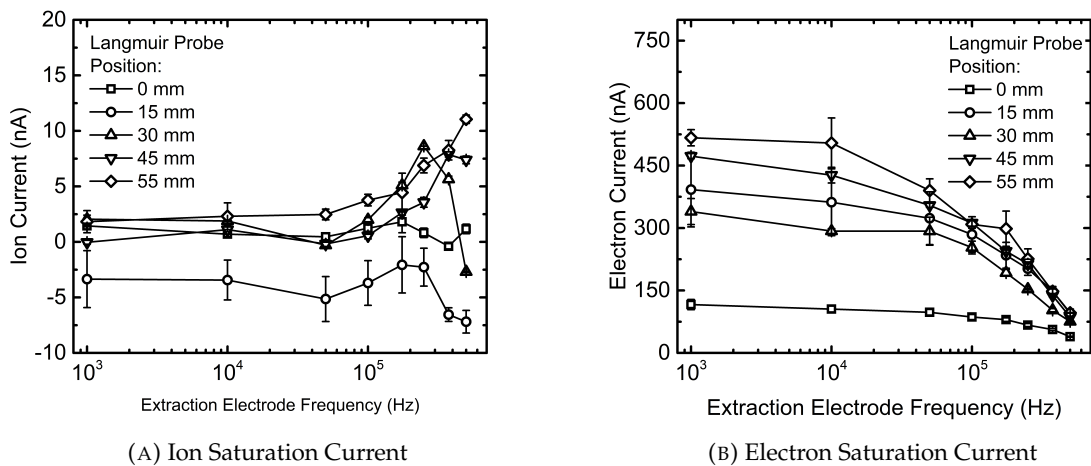 20
15
10
5
0
-5
-10
Ion Current (nA)
Langmuir Probe
Position:
0 mm
15 mm
30 mm
45 mm
55 mm
10³
10⁴
10⁵
Extraction Electrode Frequency (Hz)
(A) Ion Saturation Current
750
600
450
300
150
0
Electron Current (nA)
Langmuir Probe
Position:
0 mm
15 mm
30 mm
45 mm
55 mm
10³
10⁴
10⁵
Extraction Electrode Frequency (Hz)
(B) Electron Saturation Current